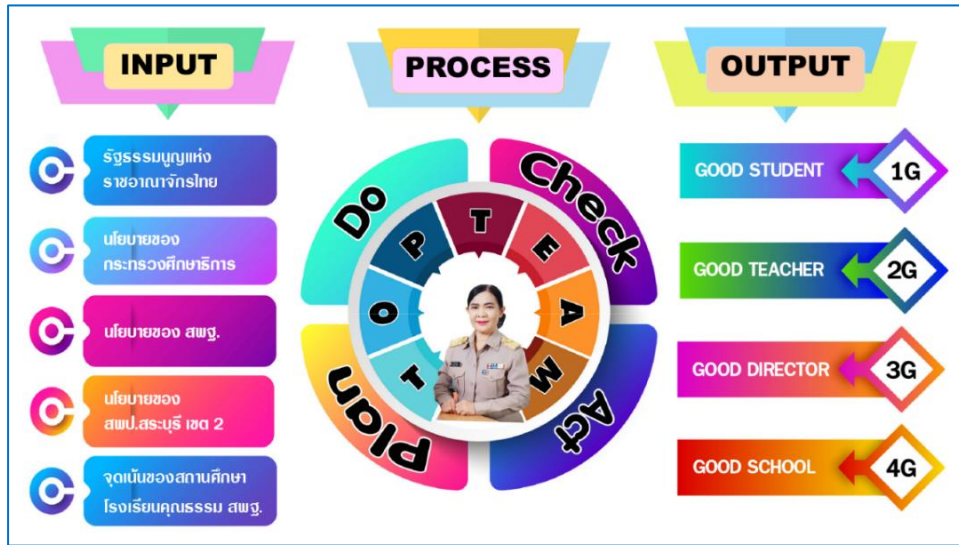 INPUT
รัฐธรรมนูญแห่ง
ราชอาณาจักรไทย
นโยบายของ
กระทรวงศึกษาธิการ
นโยบายของ สพฐ.
นโยบายของ
สพป.สระบุรี เขต 2
จุดเน้นของสถานศึกษา
โรงเรียนคุณธรรม สพฐ.
PROCESS
Plan
Do
Check
Act
T
O
P
T
E
A
M
OUTPUT
GOOD STUDENT 1G
GOOD TEACHER 2G
GOOD DIRECTOR 3G
GOOD SCHOOL 4G